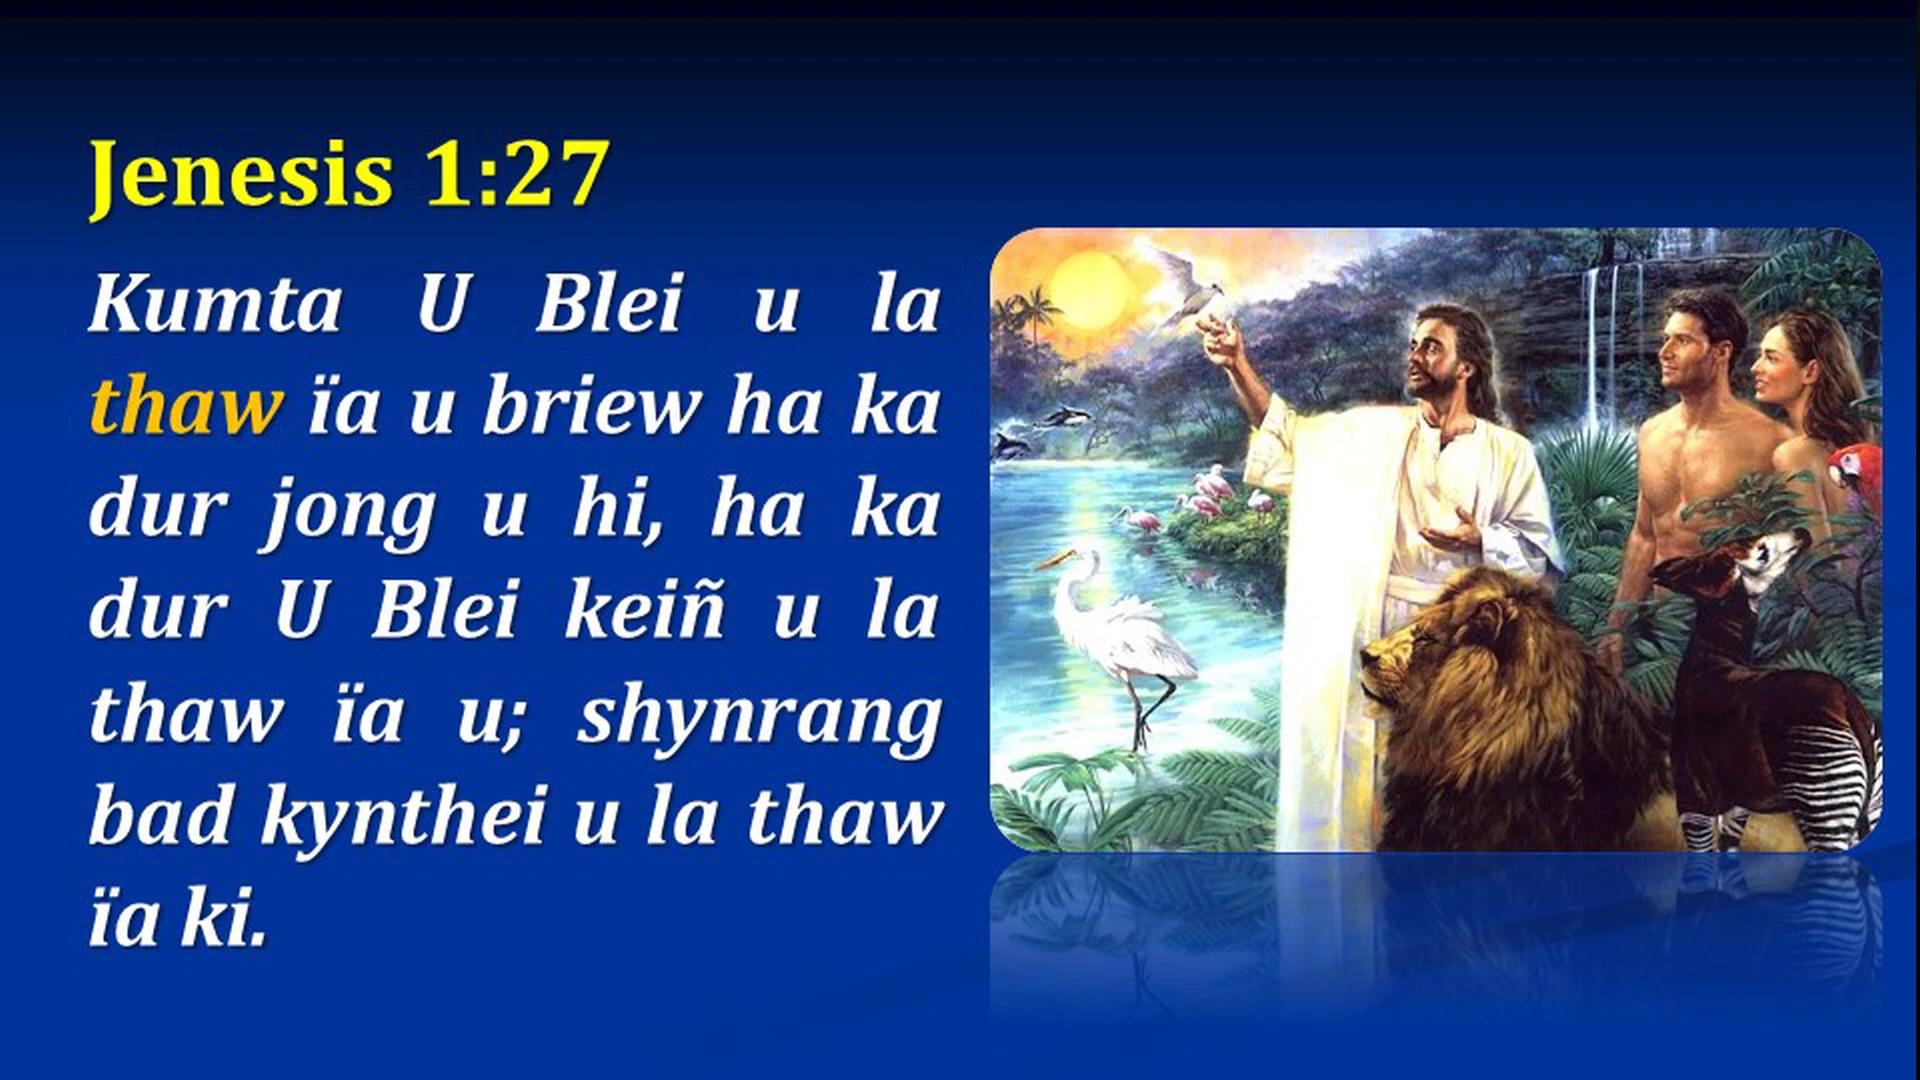 Jenesis 1:27
Kumta U Blei u la
thaw ïa u briew ha ka
dur jong u hi, ha ka
dur U Blei keiñ u la
thaw ïa u; shynrang
bad kynthei u la thaw
ïa ki.